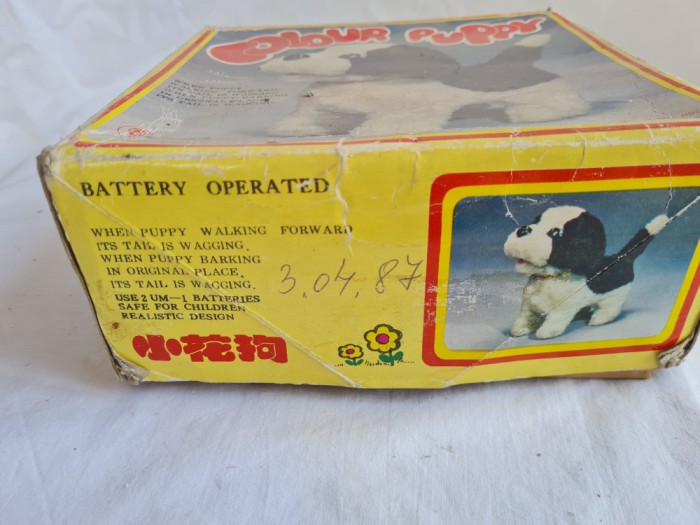 COLOUR PUPPY
BATTERY OPERATED
WHEN PUPPY WALKING FORWARD
ITS TAIL IS WAGGING.
WHEN PUPPY BARKING
IN ORIGINAL PLACE,
ITS TAIL IS WAGGING.
USE 2 UM—1 BATTERIES
SAFE FOR CHILDREN
REALISTIC DESIGN
3.04.87
小花狗